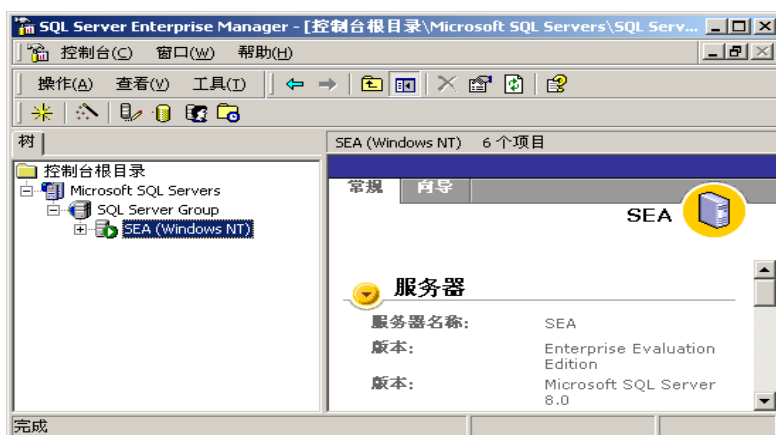 SQL Server Enterprise Manager - [控制台根目录\Microsoft SQL Servers\SQL Serv...
控制台(C) 窗口(W) 帮助(H)
操作(A) 查看(V) 工具(T)
树
SEA (Windows NT) 6 个项目
控制台根目录
Microsoft SQL Servers
SQL Server Group
SEA (Windows NT)
常规 向导
SEA
服务器
服务器名称: SEA
版本: Enterprise Evaluation
Edition
版本: Microsoft SQL Server
8.0
完成